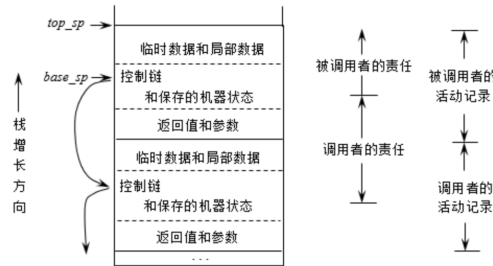 top_sp
临时数据和局部数据
base_sp
控制链
和保存的机器状态
返回值和参数
临时数据和局部数据
控制链
和保存的机器状态
返回值和参数
...
栈增长方向
被调用者的责任
调用者的责任
被调用者的
活动记录
调用者的
活动记录